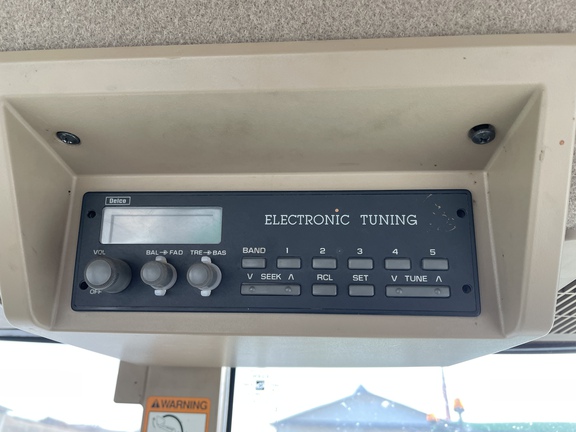 Delco
ELECTRONIC TUNING
VOL
BAL FAD
TRE BAS
BAND 1 2 3 4 5
V SEEK Λ
RCL SET
V TUNE Λ
OFF
WARNING